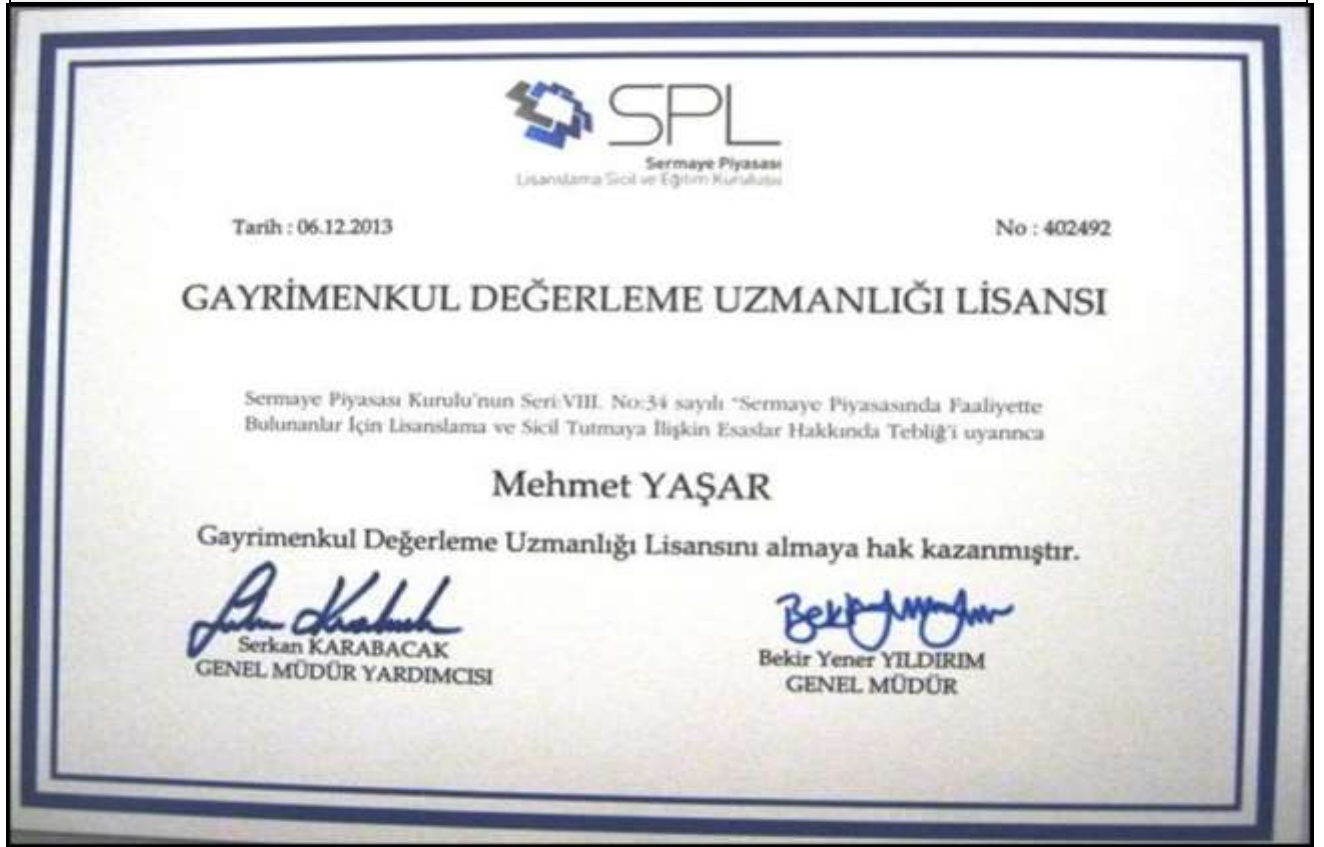 SPL
Sermaye Piyasası
Lisanslama Sicil ve Eğitim Kuruluşu
Tarih : 06.12.2013
No : 402492
GAYRİMENKUL DEĞERLEME UZMANLIĞI LİSANSI
Sermaye Piyasası Kurulu'nun Seri:VIII, No:34 sayılı "Sermaye Piyasasında Faaliyette
Bulunanlar İçin Lisanslama ve Sicil Tutmaya İlişkin Esaslar Hakkında Tebliğ'i uyarınca
Mehmet YAŞAR
Gayrimenkul Değerleme Uzmanlığı Lisansını almaya hak kazanmıştır.
Serkan KARABACAK
GENEL MÜDÜR YARDIMCISI
Bekir Yener YILDIRIM
GENEL MÜDÜR